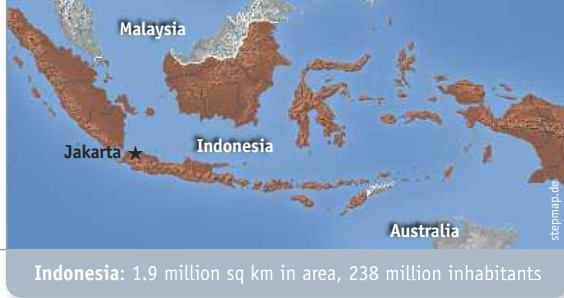 Malaysia
Indonesia
Jakarta
Australia
stepmap.de
Indonesia: 1.9 million sq km in area, 238 million inhabitants